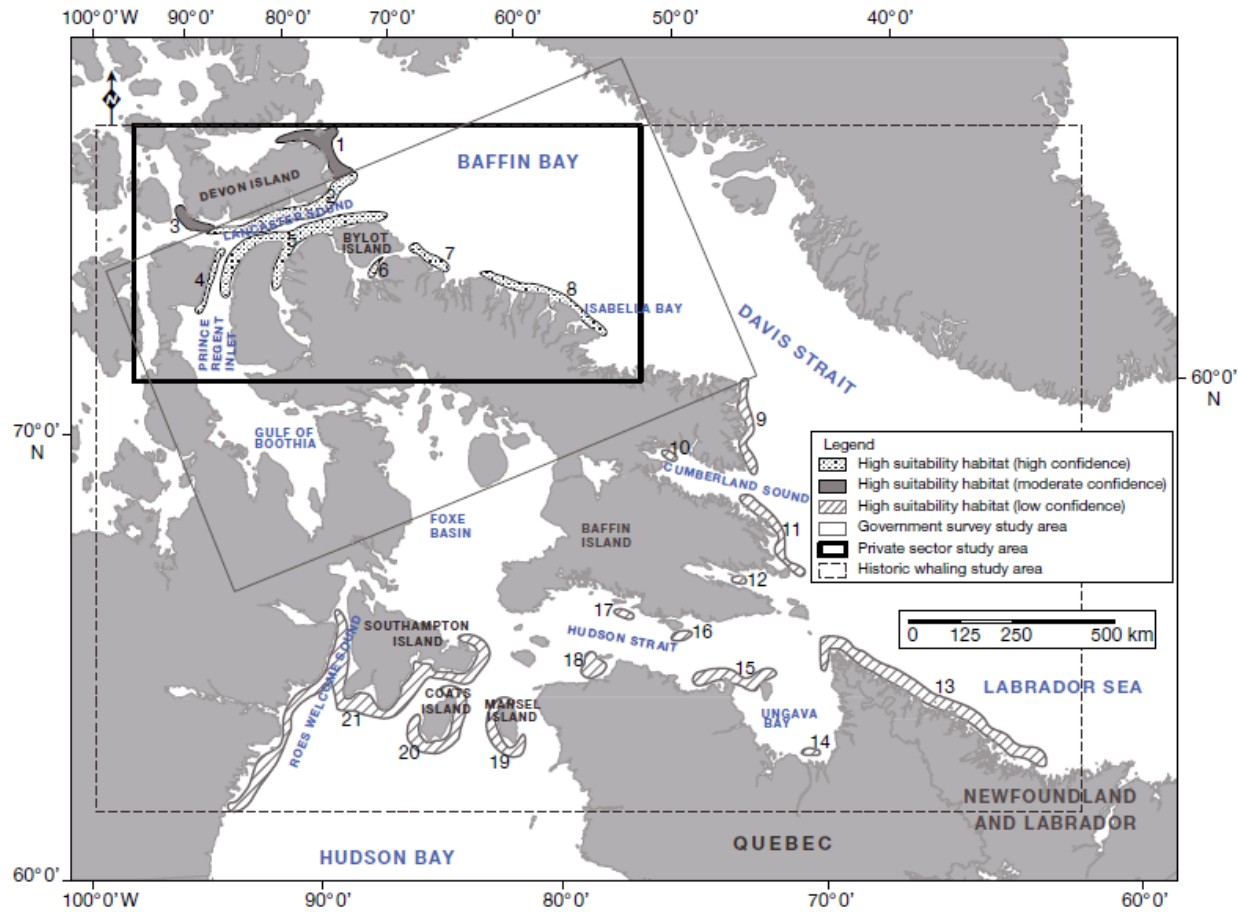 100°0'W
90°0'
80°0'
70°0'
60°0'
50°0'
40°0'
N
1
BAFFIN BAY
DEVON ISLAND
2
3
LANCASTER SOUND
5
BYLOT
ISLAND
4
6
7
8
ISABELLA BAY
PRINCE
REGENT
INLET
DAVIS STRAIT
60°0'
N
70°0'
N
GULF OF
BOOTHIA
9
10
CUMBERLAND SOUND
Legend
High suitability habitat (high confidence)
High suitability habitat (moderate confidence)
High suitability habitat (low confidence)
Government survey study area
Private sector study area
Historic whaling study area
FOXE
BASIN
BAFFIN
ISLAND
11
12
0 125 250 500 km
17
16
HUDSON STRAIT
SOUTHAMPTON
ISLAND
ROES WELCOME SOUND
18
15
13
LABRADOR SEA
COATS
ISLAND
MANSEL
ISLAND
UNGAVA
BAY
21
20
19
14
NEWFOUNDLAND
AND LABRADOR
QUEBEC
HUDSON BAY
60°0'
N
100°0'W
90°0'
80°0'
70°0'
60°0'